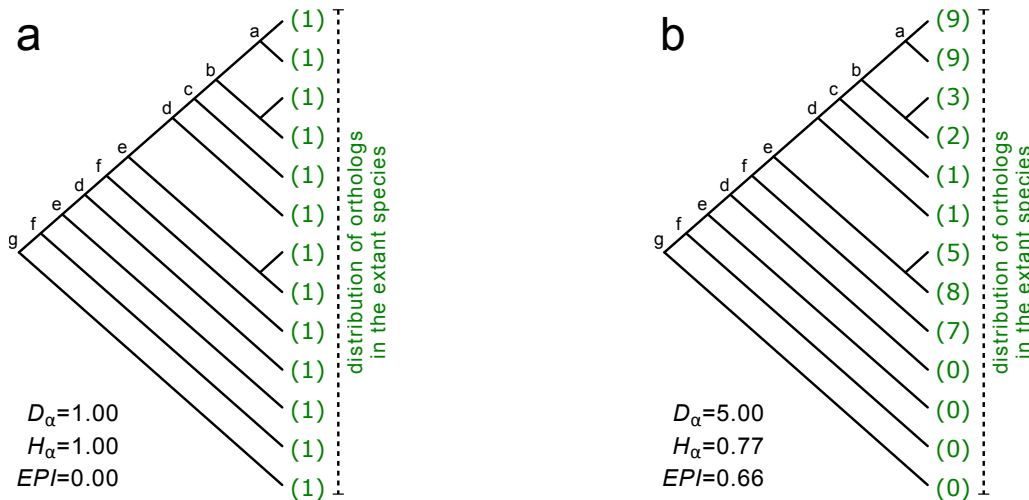 a
a
b
c
d
e
f
d
e
f
g
(1)
(1)
(1)
(1)
(1)
(1)
(1)
(1)
(1)
(1)
(1)
(1)
(1)
distribution of orthologs
in the extant species
Dα=1.00
Hα=1.00
EPI=0.00
b
a
b
c
d
e
f
d
e
f
g
(9)
(9)
(3)
(2)
(1)
(1)
(5)
(8)
(7)
(0)
(0)
(0)
(0)
distribution of orthologs
in the extant species
Dα=5.00
Hα=0.77
EPI=0.66